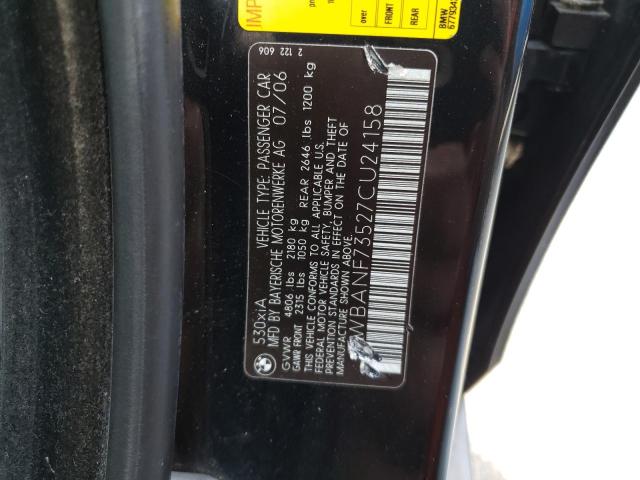 530xiA
VEHICLE TYPE: PASSENGER CAR
MFD BY BAYERISCHE MOTORENWERKE AG 07/06
GVWR 4806 lbs 2180 kg
GAWR FRONT 2315 lbs 1050 kg REAR 2646 lbs 1200 kg
THIS VEHICLE CONFORMS TO ALL APPLICABLE U.S.
FEDERAL MOTOR VEHICLE SAFETY, BUMPER AND THEFT
PREVENTION STANDARDS IN EFFECT ON THE DATE OF
MANUFACTURE SHOWN ABOVE.
WBANF73527CU24158
2 122 606
IMP
over
FRONT
REAR
BMW